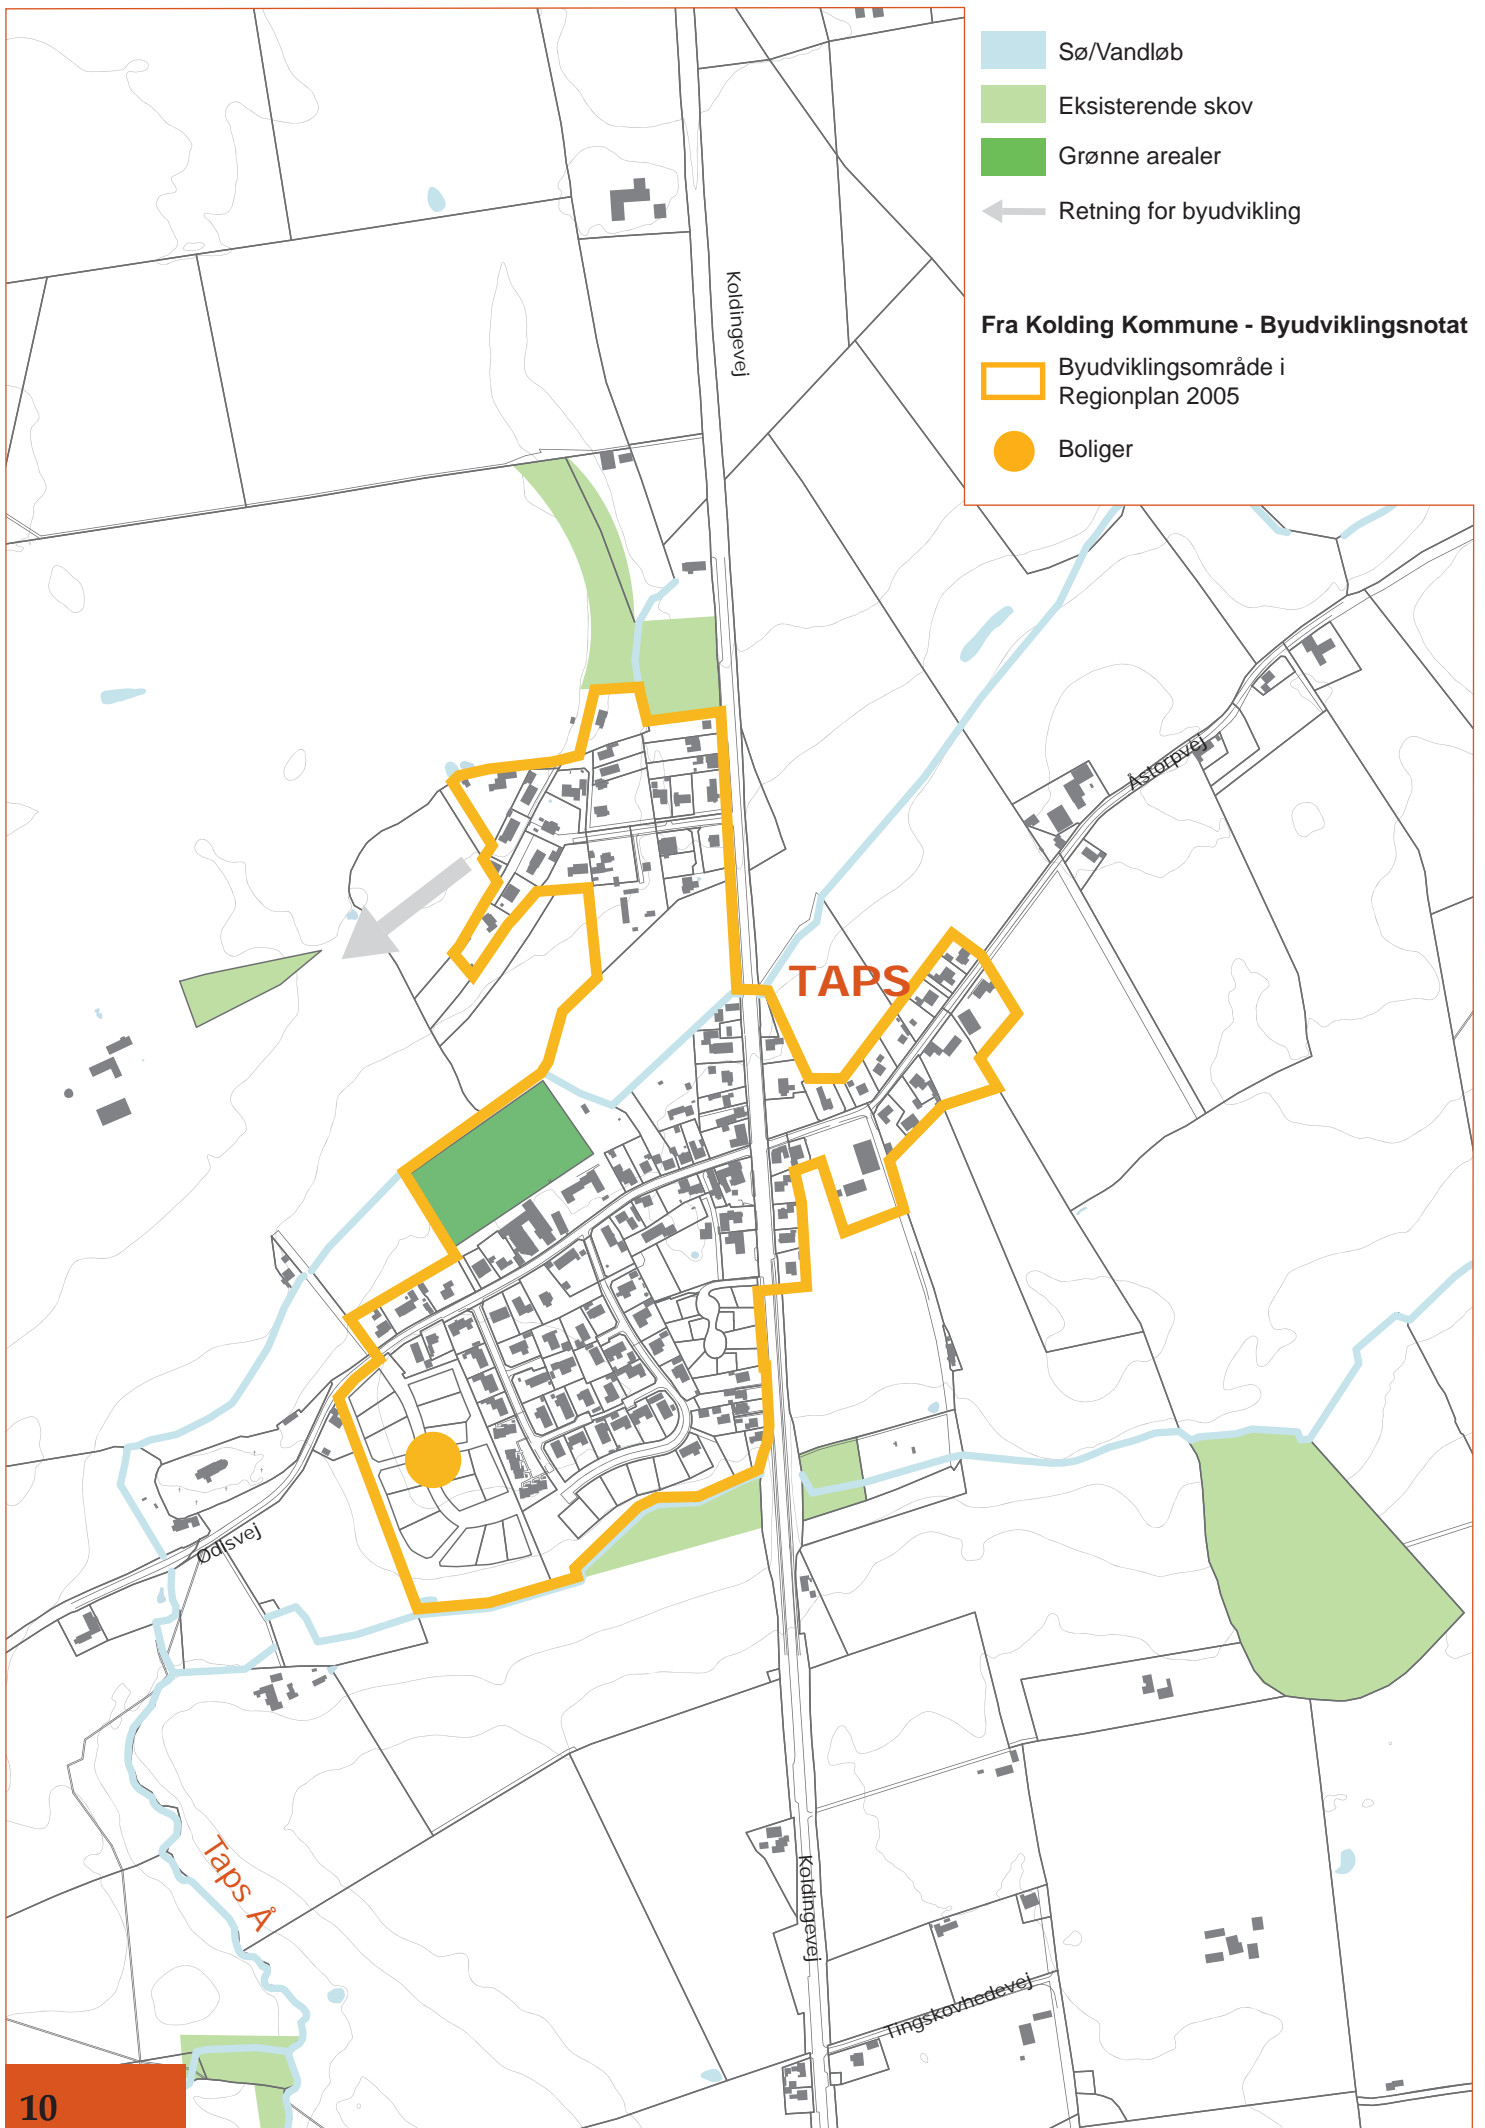 Sø/Vandløb
Eksisterende skov
Grønne arealer
Retning for byudvikling
Fra Kolding Kommune - Byudviklingsnotat
Byudviklingsområde i
Regionplan 2005
Boliger
Koldingevej
Åstorpvej
TAPS
Ødisvej
Taps Å
Koldingevej
Tingskovhedevej
10